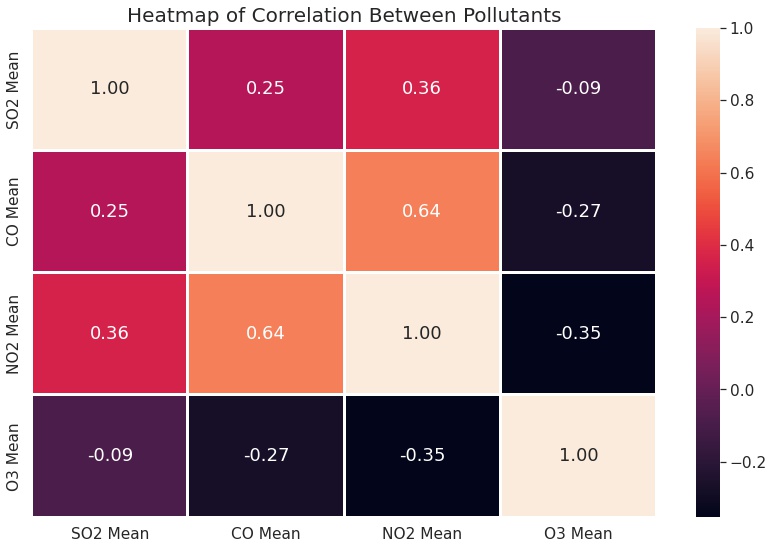 Heatmap of Correlation Between Pollutants
SO2 Mean 1.00 0.25 0.36 -0.09
CO Mean 0.25 1.00 0.64 -0.27
NO2 Mean 0.36 0.64 1.00 -0.35
O3 Mean -0.09 -0.27 -0.35 1.00
SO2 Mean CO Mean NO2 Mean O3 Mean
1.0
0.8
0.6
0.4
0.2
0.0
−0.2